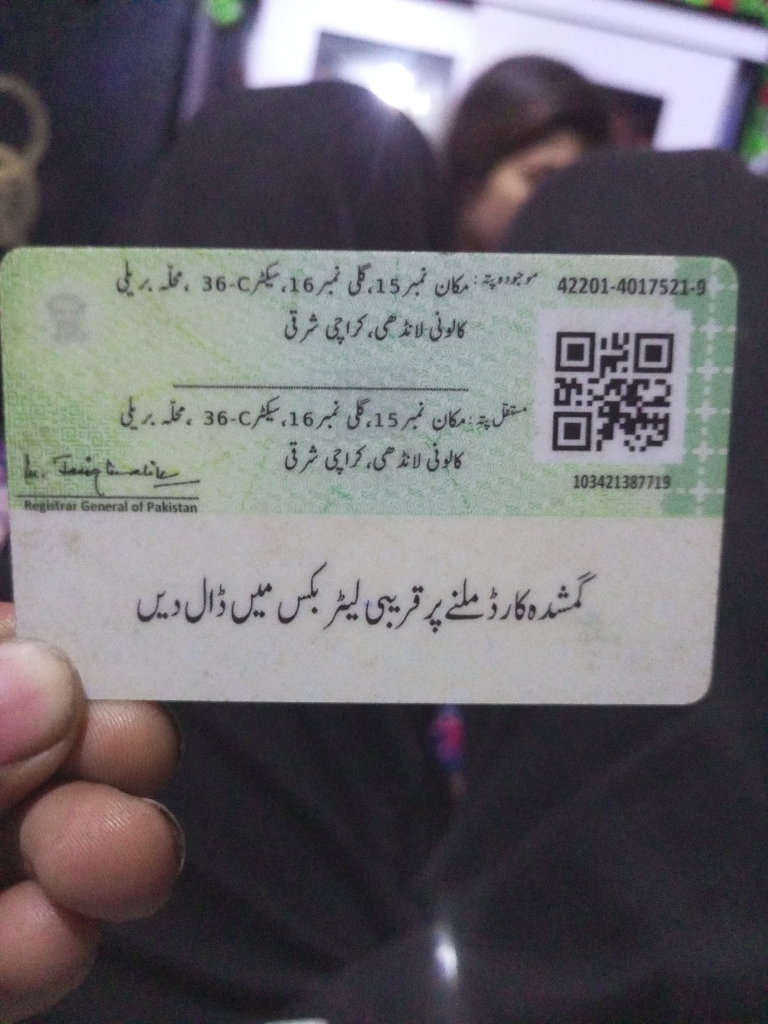 42201-4017521-9
موجودہ پتہ: مکان نمبر 15، گلی نمبر 16، سیکٹر 36-C ، محلّہ بریلی
کالونی لانڈھی، کراچی شرقی
مستقل پتہ: مکان نمبر 15، گلی نمبر 16، سیکٹر 36-C ، محلّہ بریلی
کالونی لانڈھی، کراچی شرقی
103421387719
Registrar General of Pakistan
گمشدہ کارڈ ملنے پر قریبی لیٹر بکس میں ڈال دیں